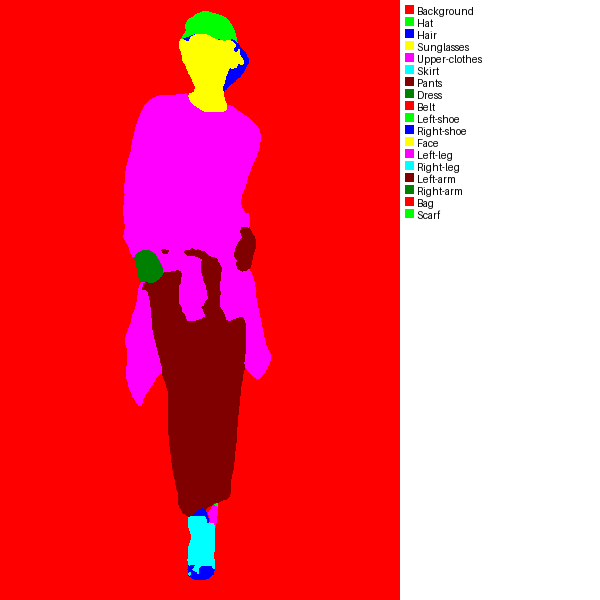 Background
Hat
Hair
Sunglasses
Upper-clothes
Skirt
Pants
Dress
Belt
Left-shoe
Right-shoe
Face
Left-leg
Right-leg
Left-arm
Right-arm
Bag
Scarf